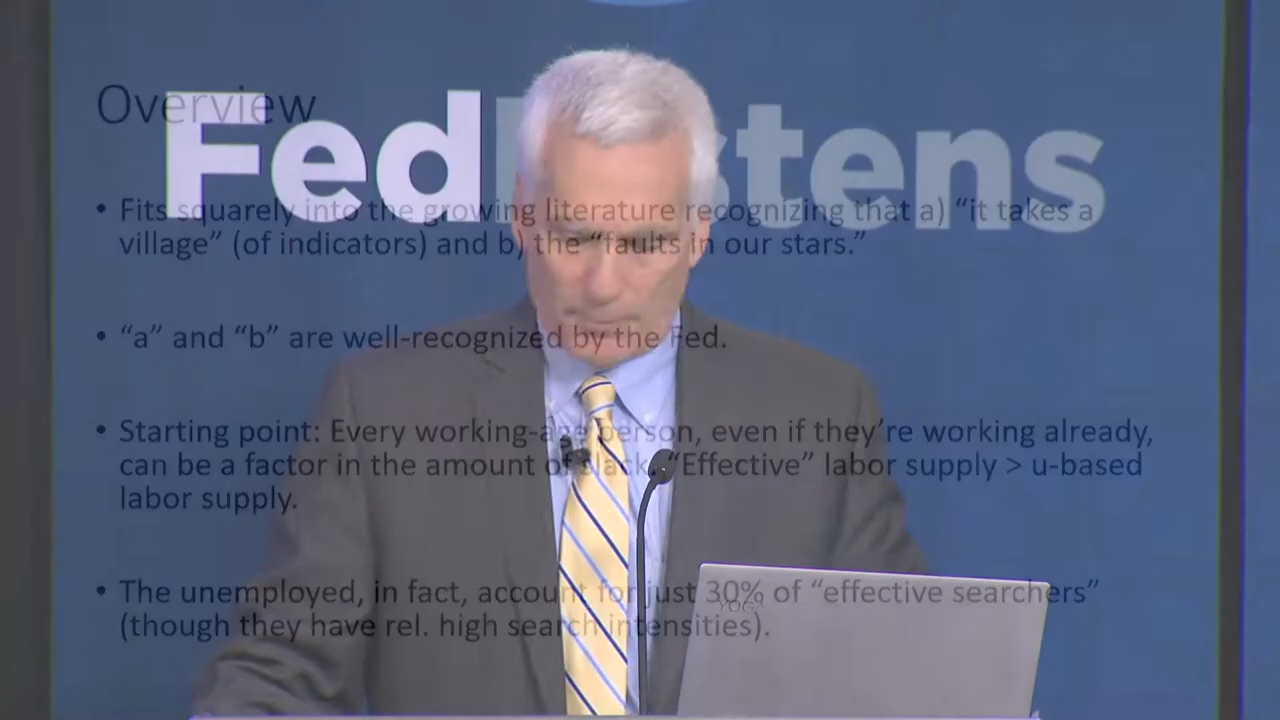 Overview
FedListens
• Fits squarely into the growing literature recognizing that a) “it takes a
village” (of indicators) and b) the “faults in our stars.”
• “a” and “b” are well-recognized by the Fed.
• Starting point: Every working-age person, even if they’re working already,
can be a factor in the amount of slack. “Effective” labor supply > u-based
labor supply.
• The unemployed, in fact, account for just 30% of “effective searchers”
(though they have rel. high search intensities).